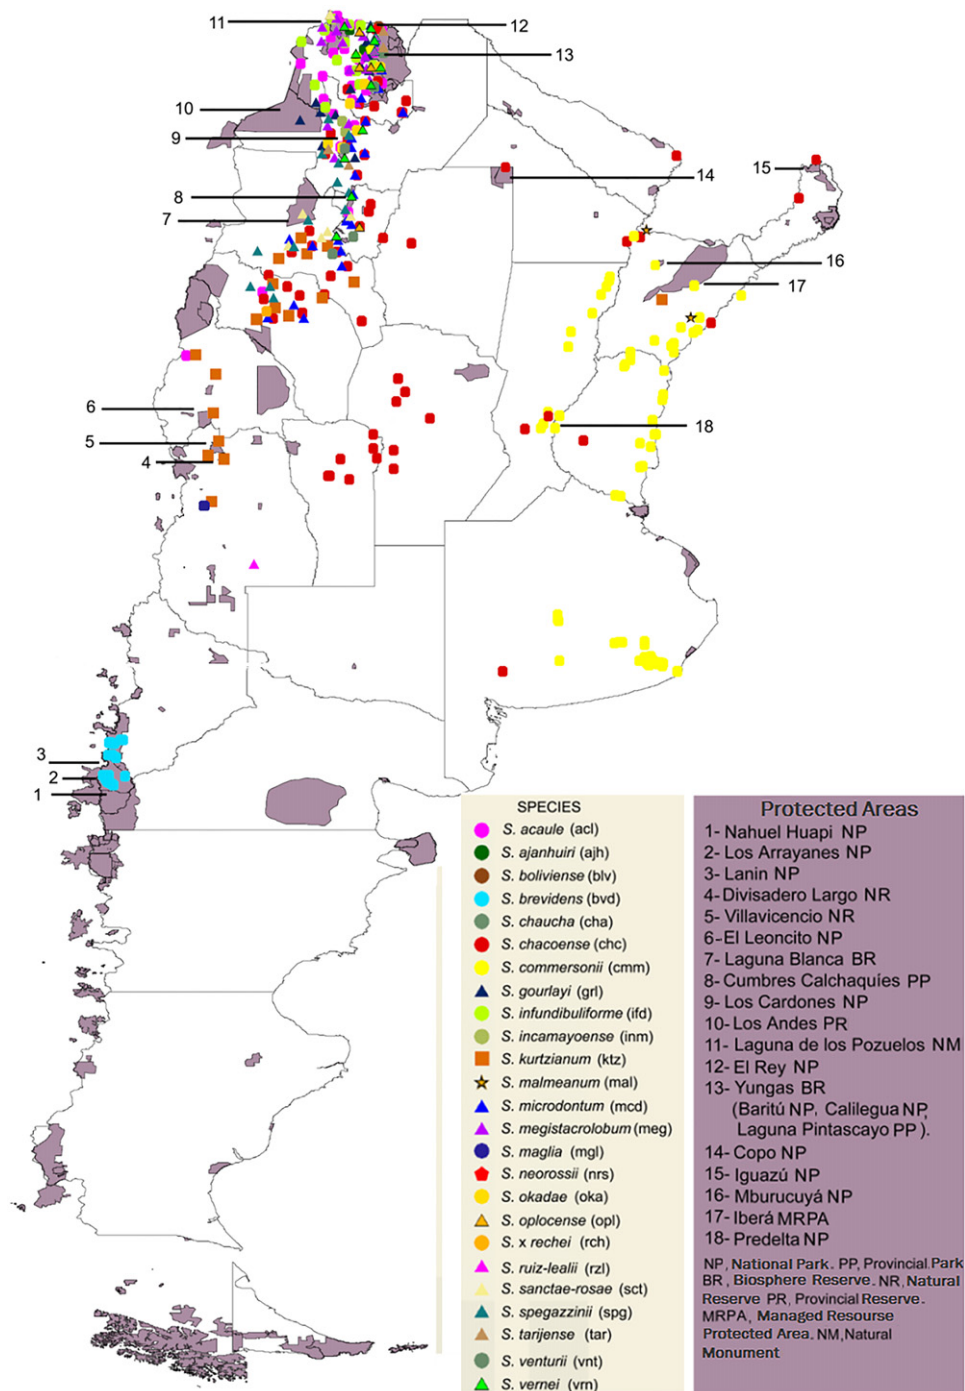 11
12
13
10
9
14
15
8
7
16
17
6
18
5
4
3
2
1
SPECIES
S. acaule (acl)
S. ajanhuiri (ajh)
S. boliviense (blv)
S. brevidens (bvd)
S. chaucha (cha)
S. chacoense (chc)
S. commersonii (cmm)
S. gourlayi (grl)
S. infundibuliforme (ifd)
S. incamayoense (inm)
S. kurtzianum (ktz)
S. malmeanum (mal)
S. microdontum (mcd)
S. megistacrolobum (meg)
S. maglia (mgl)
S. neorossii (nrs)
S. okadae (oka)
S. oplocense (opl)
S. x rechei (rch)
S. ruiz-lealii (rzl)
S. sanctae-rosae (sct)
S. spegazzinii (spg)
S. tarijense (tar)
S. venturii (vnt)
S. vernei (vrn)
Protected Areas
1- Nahuel Huapi NP
2- Los Arrayanes NP
3- Lanin NP
4- Divisadero Largo NR
5- Villavicencio NR
6- El Leoncito NP
7- Laguna Blanca BR
8- Cumbres Calchaquíes PP
9- Los Cardones NP
10- Los Andes PR
11- Laguna de los Pozuelos NM
12- El Rey NP
13- Yungas BR
(Baritú NP, Calilegua NP,
Laguna Pintascayo PP ).
14- Copo NP
15- Iguazú NP
16- Mburucuyá NP
17- Iberá MRPA
18- Predelta NP
NP, National Park. PP, Provincial Park
BR, Biosphere Reserve. NR, Natural
Reserve PR, Provincial Reserve.
MRPA, Managed Resourse
Protected Area, NM, Natural
Monument